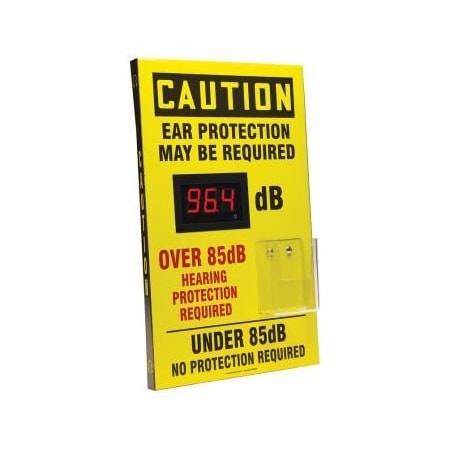 CAUTION
EAR PROTECTION
MAY BE REQUIRED
96.4 dB
OVER 85dB
HEARING
PROTECTION
REQUIRED
UNDER 85dB
NO PROTECTION REQUIRED